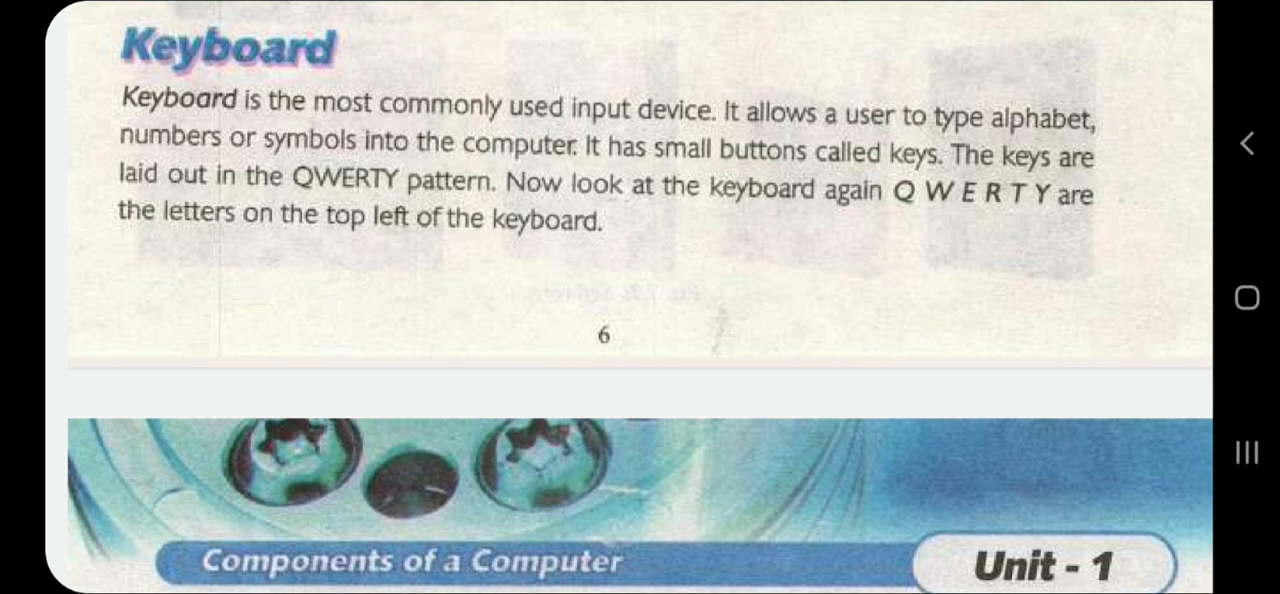 Keyboard
Keyboard is the most commonly used input device. It allows a user to type alphabet,
numbers or symbols into the computer. It has small buttons called keys. The keys are
laid out in the QWERTY pattern. Now look at the keyboard again Q W E R T Y are
the letters on the top left of the keyboard.
6
Components of a Computer
Unit - 1